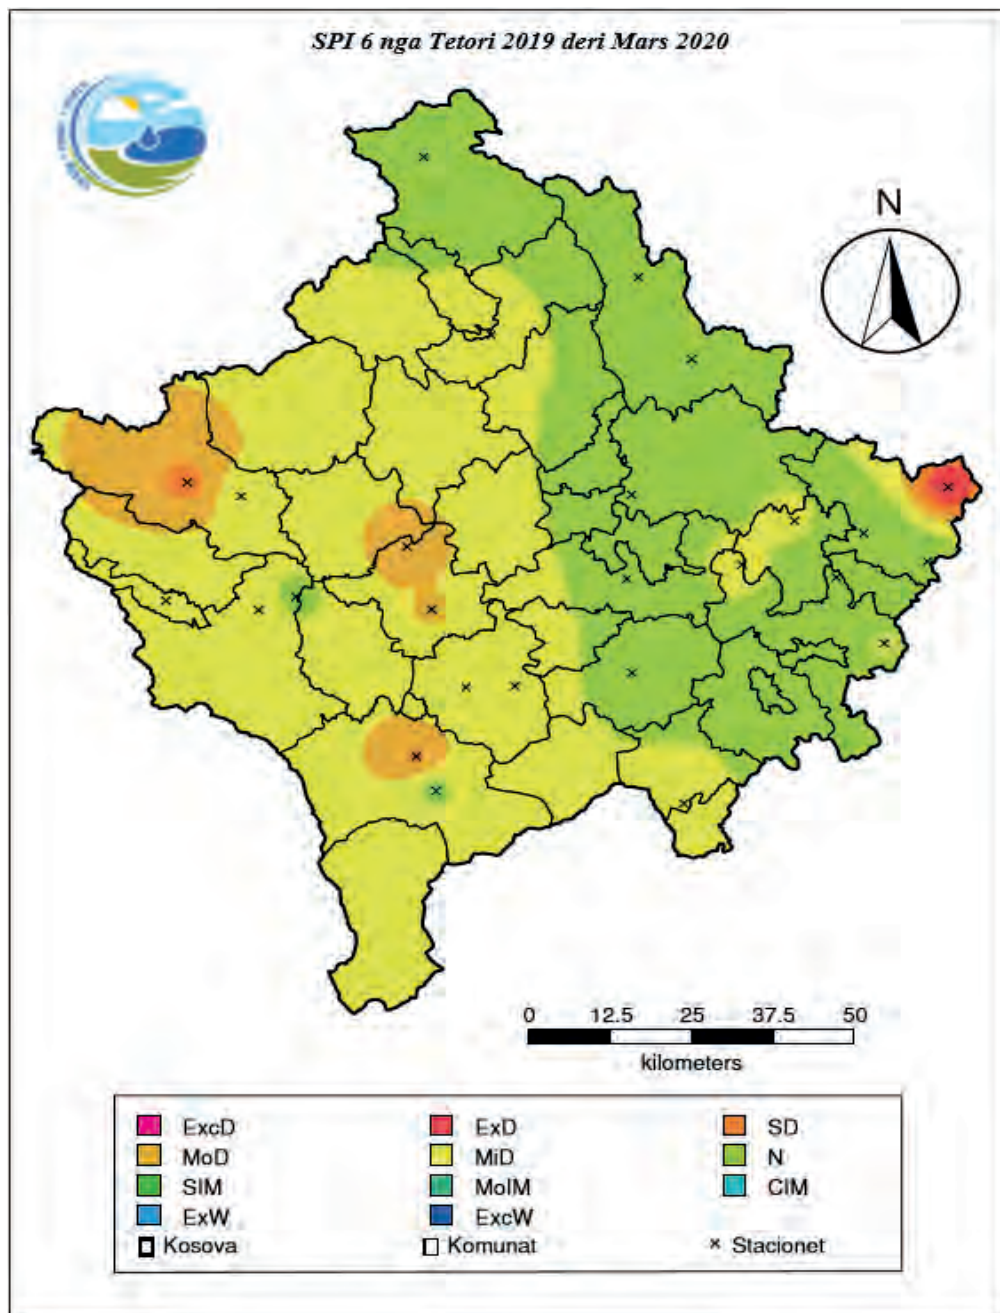 SPI 6 nga Tetori 2019 deri Mars 2020
N
0 12.5 25 37.5 50
kilometers
ExcD ExD SD
MoD MiD N
SIM MoIM CIM
ExW ExcW
Kosova Komunat × Stacionet